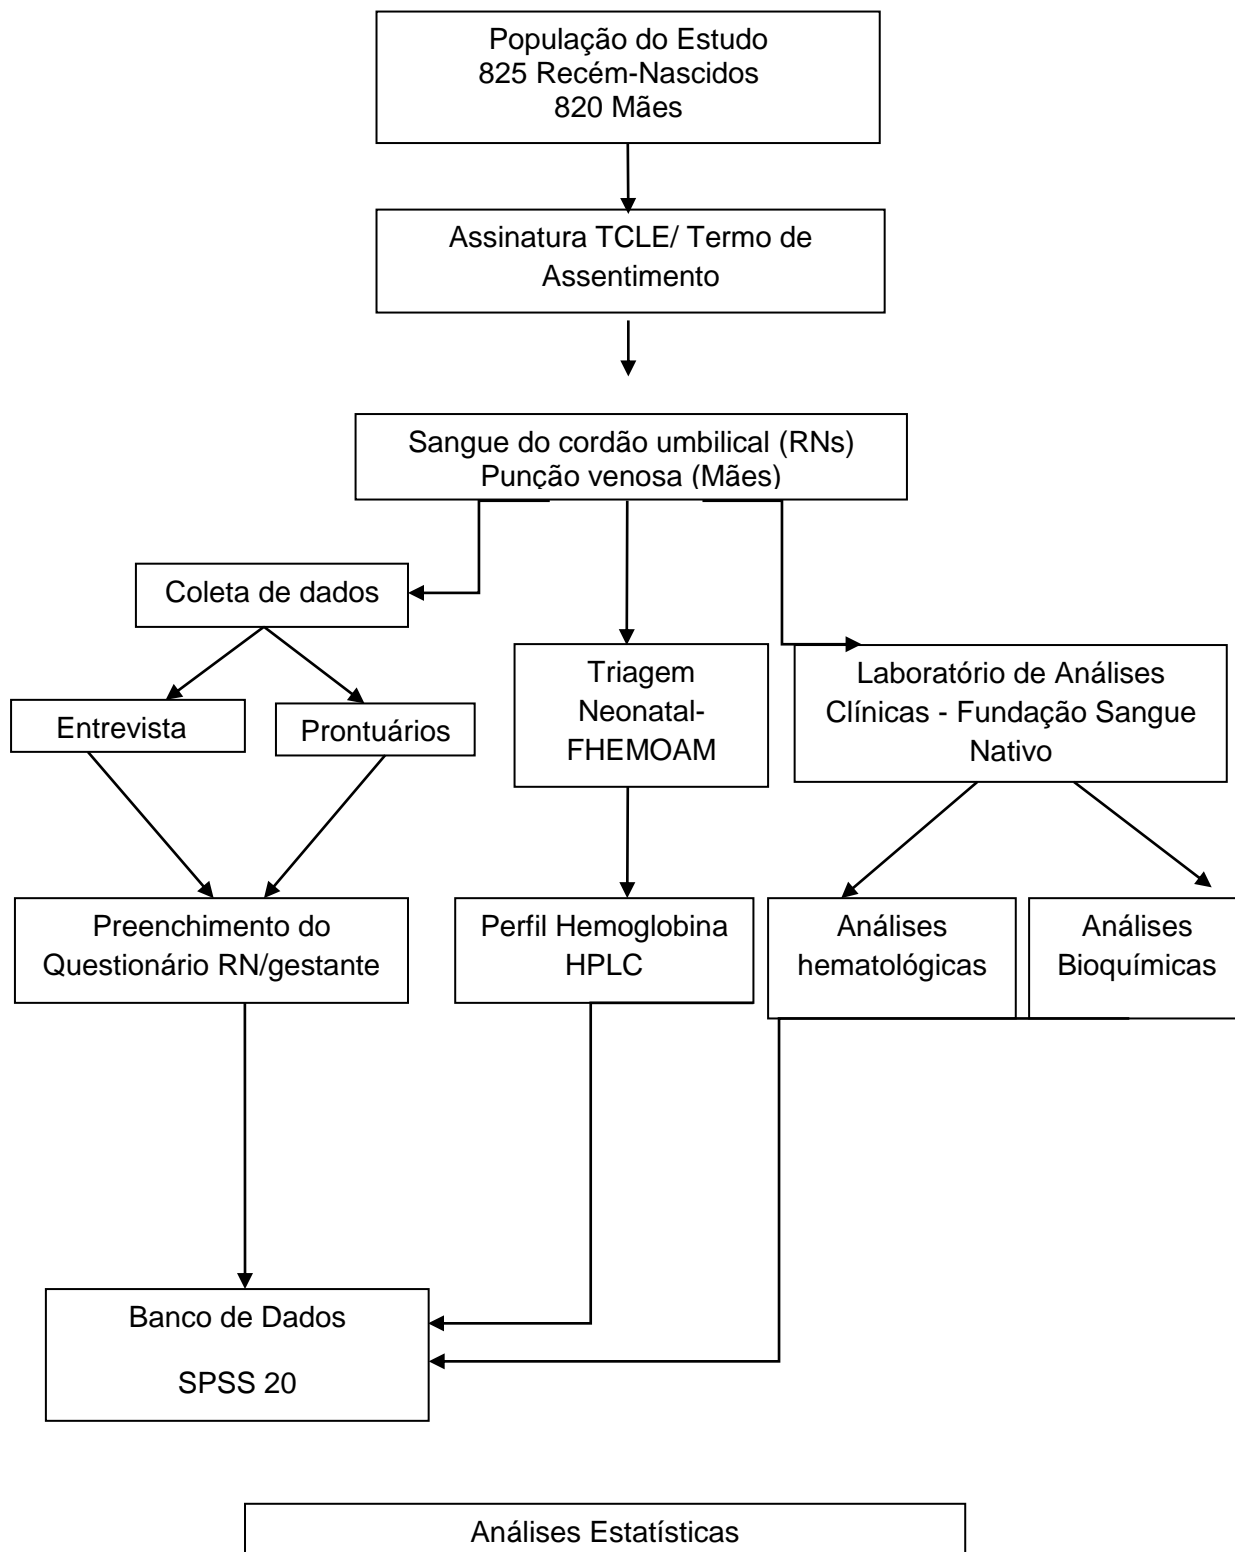 População do Estudo
825 Recém-Nascidos
820 Mães
Assinatura TCLE/ Termo de
Assentimento
Sangue do cordão umbilical (RNs)
Punção venosa (Mães)
Coleta de dados
Entrevista
Prontuários
Triagem
Neonatal-
FHEMOAM
Laboratório de Análises
Clínicas - Fundação Sangue
Nativo
Preenchimento do
Questionário RN/gestante
Perfil Hemoglobina
HPLC
Análises
hematológicas
Análises
Bioquímicas
Banco de Dados
SPSS 20
Análises Estatísticas